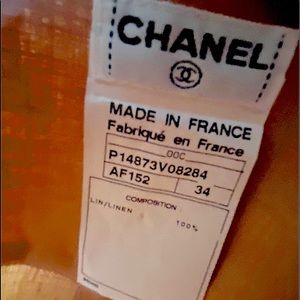 CHANEL
MADE IN FRANCE
Fabriqué en France
00C
P14873V08284
AF152 34
COMPOSITION
LIN/LINEN 100%